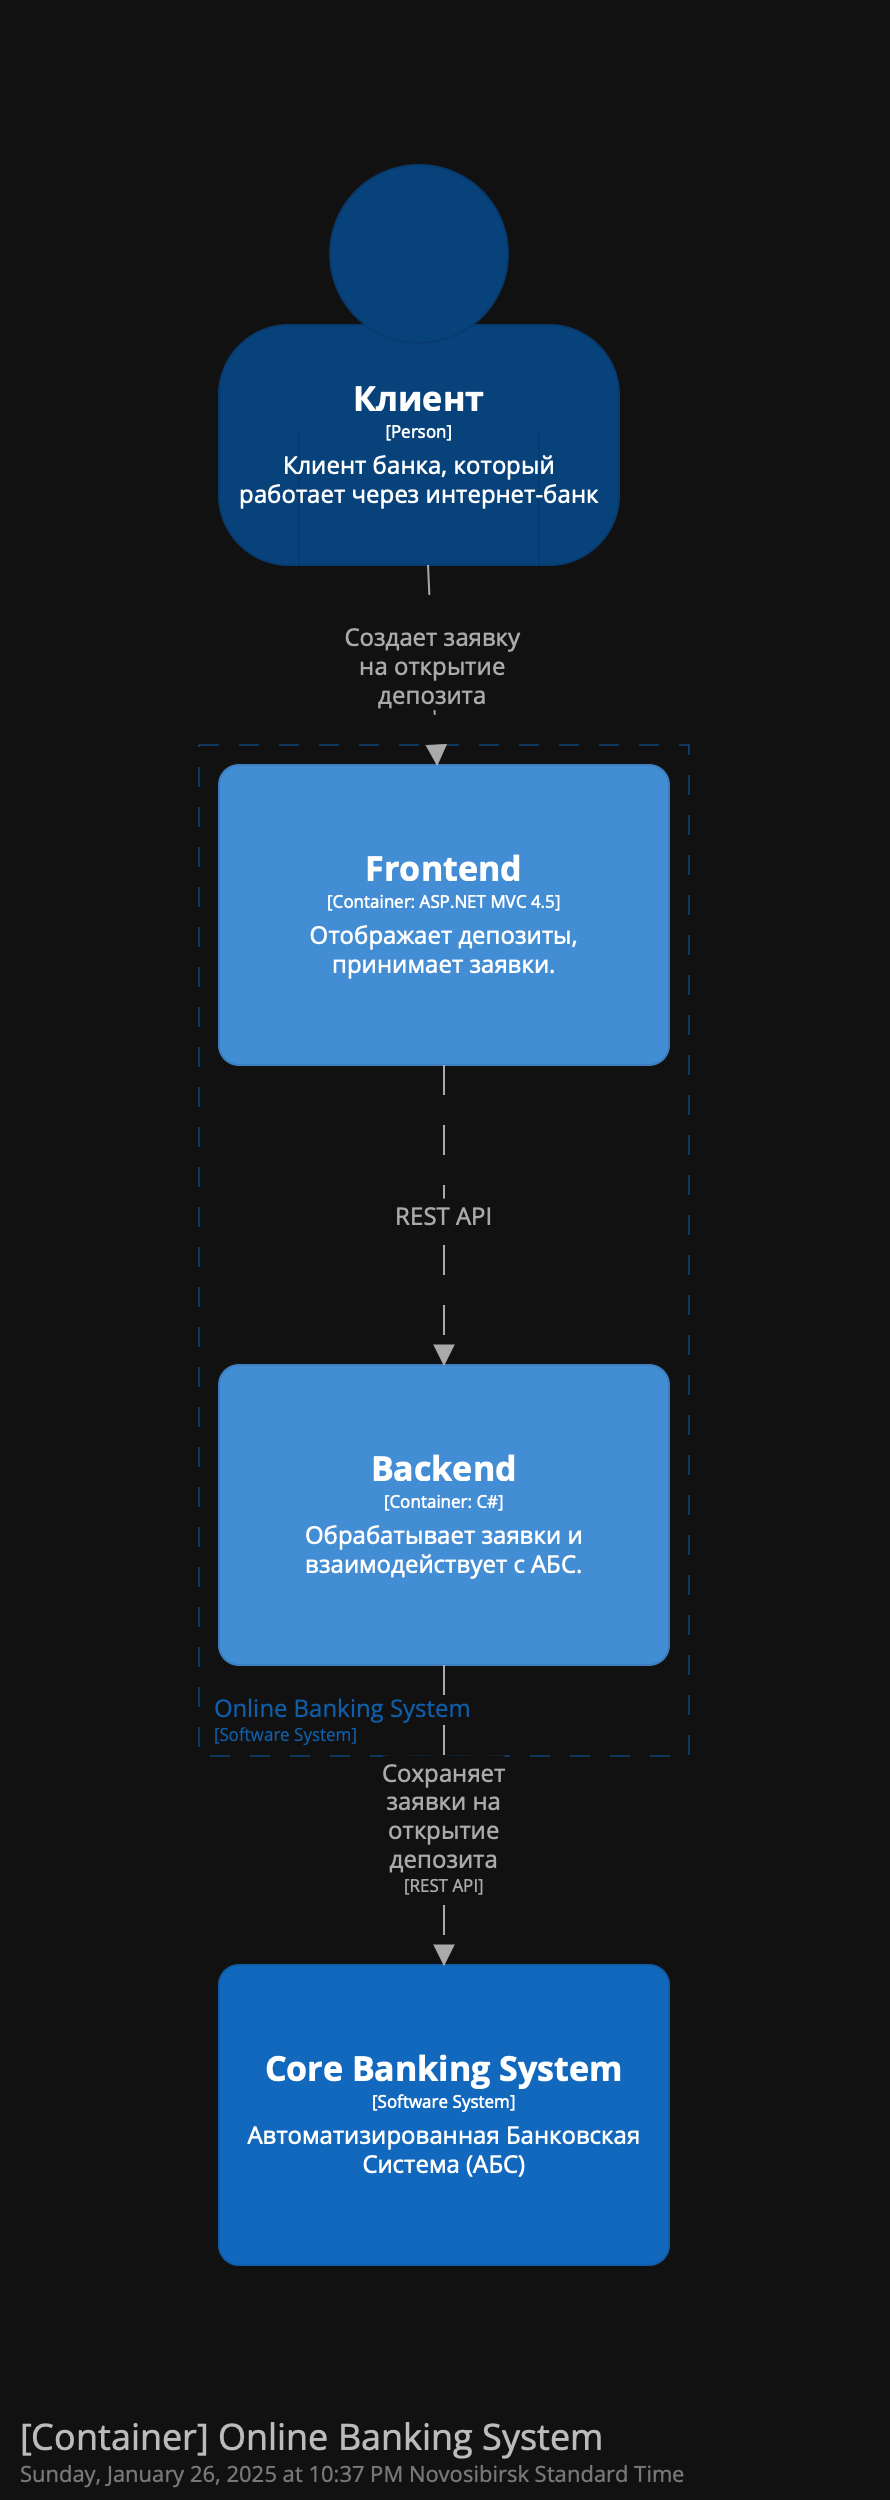 Клиент
[Person]
Клиент банка, который
работает через интернет-банк
Создает заявку
на открытие
депозита
Frontend
[Container: ASP.NET MVC 4.5]
Отображает депозиты,
принимает заявки.
REST API
Backend
[Container: C#]
Обрабатывает заявки и
взаимодействует с АБС.
Online Banking System
[Software System]
Сохраняет
заявки на
открытие
депозита
[REST API]
Core Banking System
[Software System]
Автоматизированная Банковская
Система (АБС)
[Container] Online Banking System
Sunday, January 26, 2025 at 10:37 PM Novosibirsk Standard Time